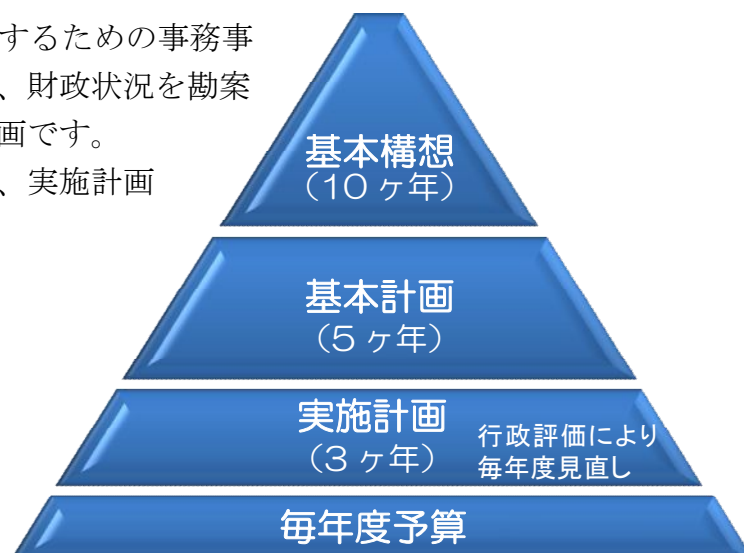 するための事務事
、財政状況を勘案
画です。
、実施計画
基本構想
(10ヶ年)
基本計画
(5ヶ年)
実施計画
(3ヶ年)
行政評価により
毎年度見直し
毎年度予算